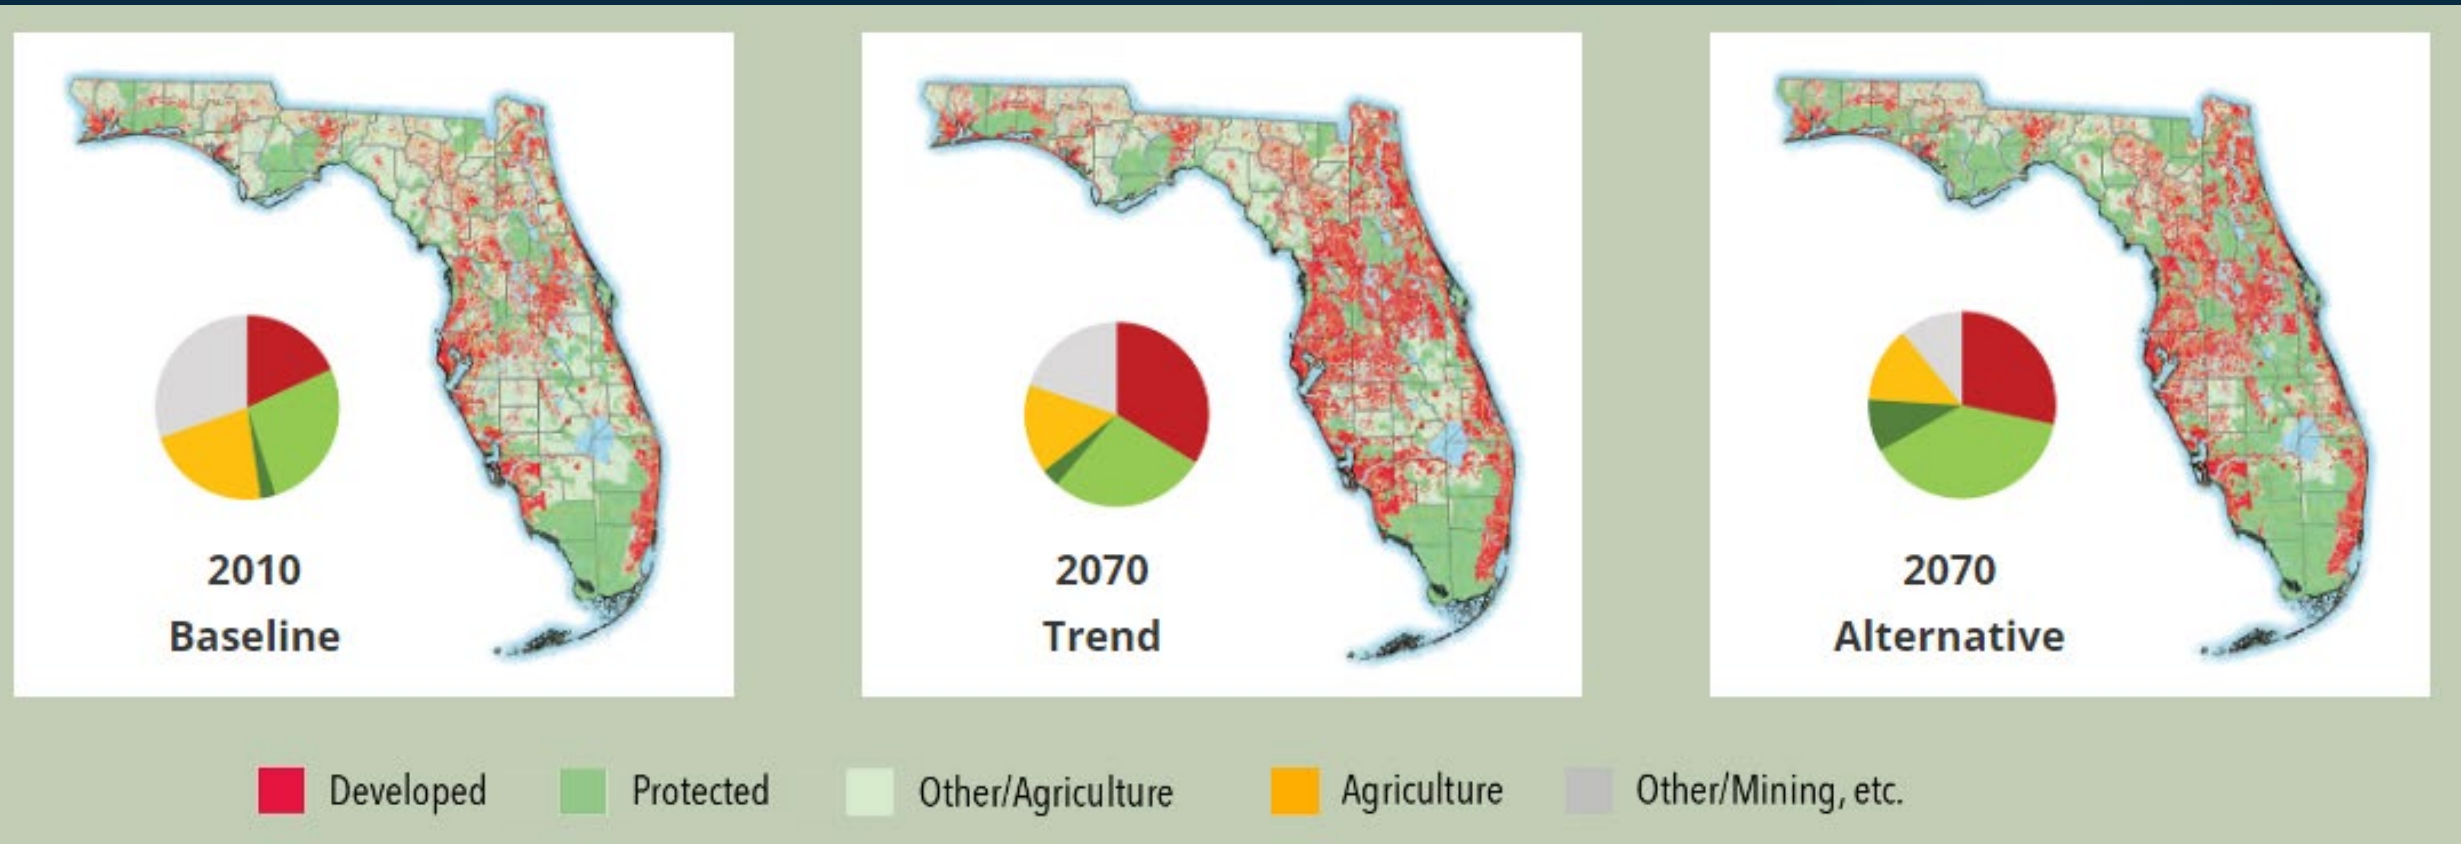 2010
Baseline
2070
Trend
2070
Alternative
Developed
Protected
Other/Agriculture
Agriculture
Other/Mining, etc.